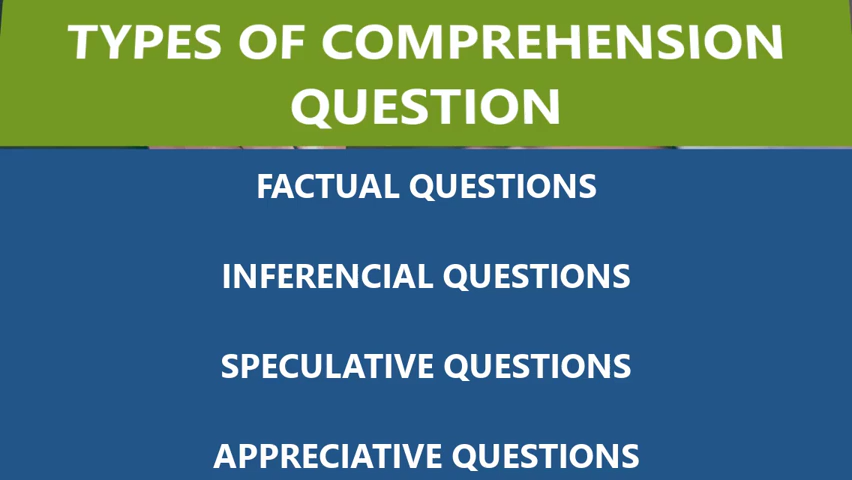 TYPES OF COMPREHENSION
QUESTION
FACTUAL QUESTIONS
INFERENCIAL QUESTIONS
SPECULATIVE QUESTIONS
APPRECIATIVE QUESTIONS